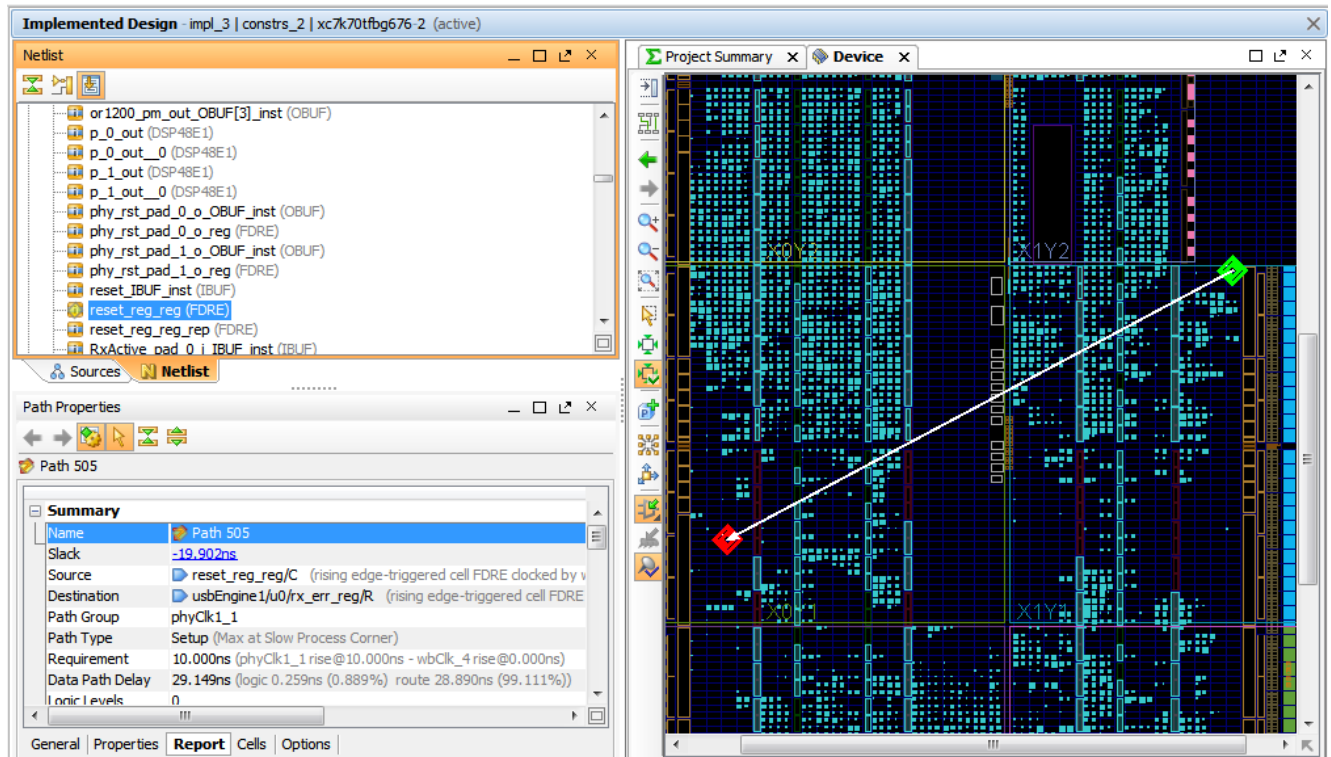 Implemented Design - impl_3 | constrs_2 | xc7k70tfbg676-2 (active)
Netlist
or1200_pm_out_OBUF[3]_inst (OBUF)
p_0_out (DSP48E1)
p_0_out__0 (DSP48E1)
p_1_out (DSP48E1)
p_1_out__0 (DSP48E1)
phy_rst_pad_0_o_OBUF_inst (OBUF)
phy_rst_pad_0_o_reg (FDRE)
phy_rst_pad_1_o_OBUF_inst (OBUF)
phy_rst_pad_1_o_reg (FDRE)
reset_IBUF_inst (IBUF)
reset_reg_reg (FDRE)
reset_reg_reg_rep (FDRE)
RxActive_pad_0_i_IBUF_inst (IBUF)
Sources
Netlist
Path Properties
Path 505
Summary
Name Path 505
Slack -19.902ns
Source reset_reg_reg/C (rising edge-triggered cell FDRE clocked by
Destination usbEngine1/u0/rx_err_reg/R (rising edge-triggered cell FDRE
Path Group phyClk1_1
Path Type Setup (Max at Slow Process Corner)
Requirement 10.000ns (phyClk1_1 rise@10.000ns - wbClk_4 rise@0.000ns)
Data Path Delay 29.149ns (logic 0.259ns (0.889%) route 28.890ns (99.111%))
Logic Levels 0
General Properties Report Cells Options
Project Summary
Device
X0Y2
X1Y2
X0Y1
X1Y1